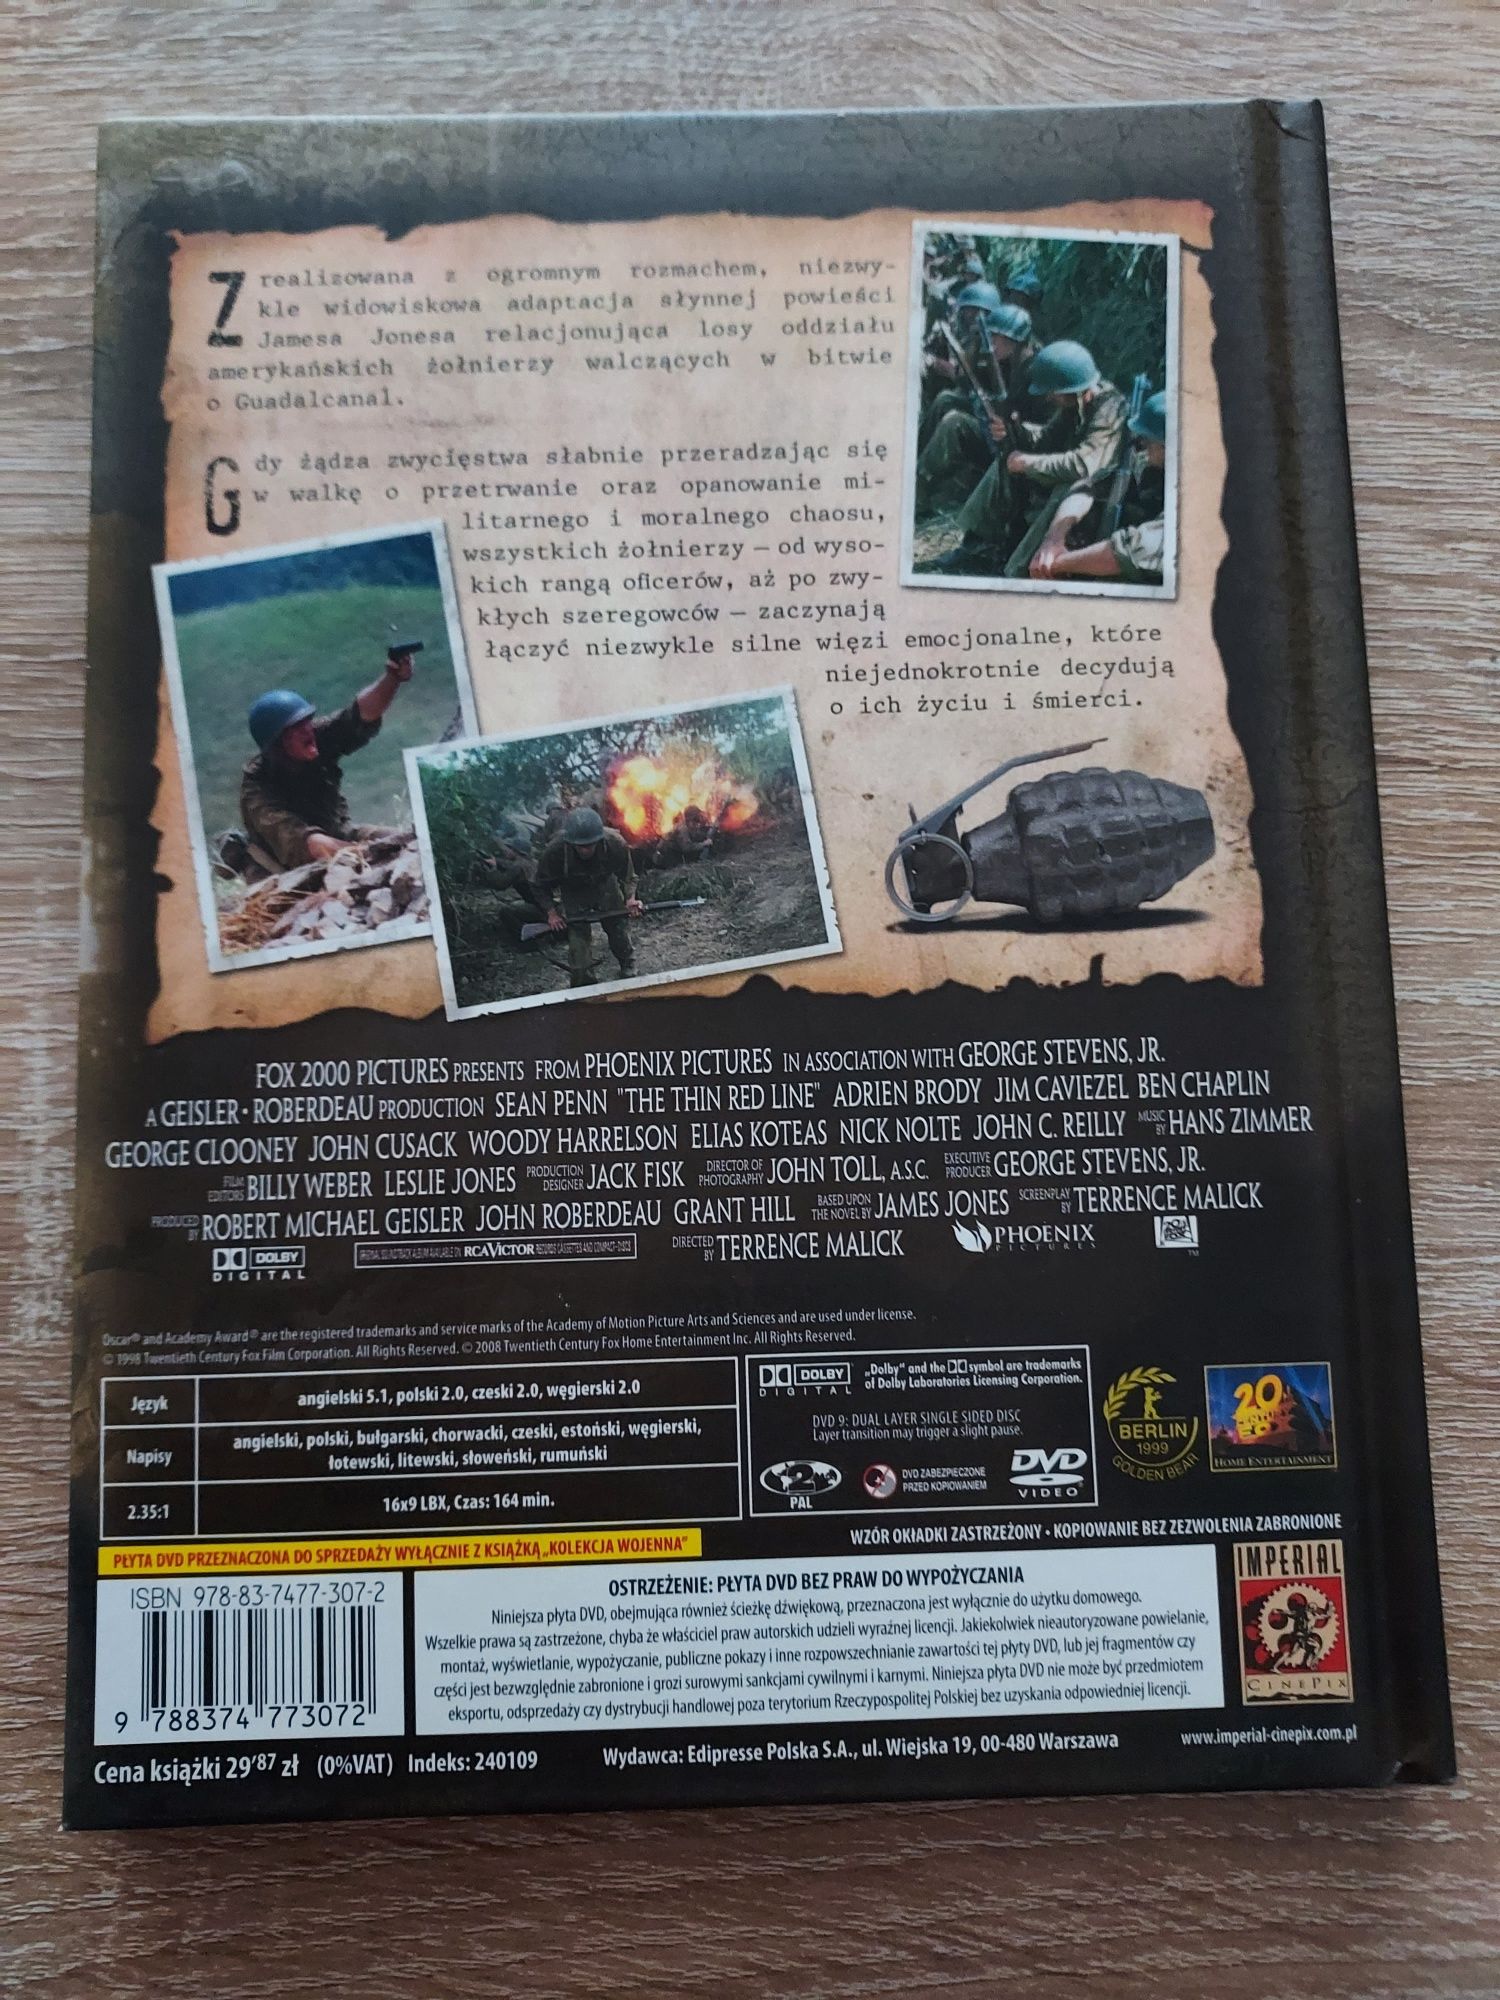 Zrealizowana z ogromnym rozmachem, niezwy-
kle widowiskowa adaptacja słynnej powieści
Jamesa Jonesa relacjonująca losy oddziału
amerykańskich żołnierzy walczących w bitwie
o Guadalcanal.
Gdy żądza zwycięstwa słabnie przeradzając się
w walkę o przetrwanie oraz opanowanie mi-
litarnego i moralnego chaosu,
wszystkich żołnierzy – od wyso-
kich rangą oficerów, aż po zwy-
kłych szeregowców – zaczynają
łączyć niezwykle silne więzi emocjonalne, które
niejednokrotnie decydują
o ich życiu i śmierci.
FOX 2000 PICTURES PRESENTS FROM PHOENIX PICTURES IN ASSOCIATION WITH GEORGE STEVENS, JR.
A GEISLER · ROBERDEAU PRODUCTION SEAN PENN "THE THIN RED LINE" ADRIEN BRODY JIM CAVIEZEL BEN CHAPLIN
GEORGE CLOONEY JOHN CUSACK WOODY HARRELSON ELIAS KOTEAS NICK NOLTE JOHN C. REILLY MUSIC BY HANS ZIMMER
FILM EDITORS BILLY WEBER LESLIE JONES PRODUCTION DESIGNER JACK FISK DIRECTOR OF PHOTOGRAPHY JOHN TOLL, A.S.C. EXECUTIVE PRODUCER GEORGE STEVENS, JR.
PRODUCED BY ROBERT MICHAEL GEISLER JOHN ROBERDEAU GRANT HILL BASED UPON THE NOVEL BY JAMES JONES SCREENPLAY BY TERRENCE MALICK
DOLBY DIGITAL ORIGINAL SOUNDTRACK ALBUM AVAILABLE ON RCA VICTOR RECORDS CASSETTES AND COMPACT-DISCS DIRECTED BY TERRENCE MALICK PHOENIX PICTURES TM
Oscar® and Academy Award® are the registered trademarks and service marks of the Academy of Motion Picture Arts and Sciences and are used under license.
© 1998 Twentieth Century Fox Film Corporation. All Rights Reserved. © 2008 Twentieth Century Fox Home Entertainment Inc. All Rights Reserved.
Język angielski 5.1, polski 2.0, czeski 2.0, węgierski 2.0
Napisy angielski, polski, bułgarski, chorwacki, czeski, estoński, węgierski,
łotewski, litewski, słoweński, rumuński
2.35:1 16x9 LBX, Czas: 164 min.
DOLBY DIGITAL „Dolby" and the symbol are trademarks
of Dolby Laboratories Licensing Corporation.
DVD 9: DUAL LAYER SINGLE SIDED DISC
Layer transition may trigger a slight pause.
2 PAL
DVD ZABEZPIECZONE
PRZED KOPIOWANIEM
DVD VIDEO
BERLIN
1999
GOLDEN BEAR
20 CENTURY FOX
HOME ENTERTAINMENT
PŁYTA DVD PRZEZNACZONA DO SPRZEDAŻY WYŁĄCZNIE Z KSIĄŻKĄ „KOLEKCJA WOJENNA"
WZÓR OKŁADKI ZASTRZEŻONY • KOPIOWANIE BEZ ZEZWOLENIA ZABRONIONE
ISBN 978-83-7477-307-2
9 788374 773072
OSTRZEŻENIE: PŁYTA DVD BEZ PRAW DO WYPOŻYCZANIA
Niniejsza płyta DVD, obejmująca również ścieżkę dźwiękową, przeznaczona jest wyłącznie do użytku domowego.
Wszelkie prawa są zastrzeżone, chyba że właściciel praw autorskich udzieli wyraźnej licencji. Jakiekolwiek nieautoryzowane powielanie,
montaż, wyświetlanie, wypożyczanie, publiczne pokazy i inne rozpowszechnianie zawartości tej płyty DVD, lub jej fragmentów czy
części jest bezwzględnie zabronione i grozi surowymi sankcjami cywilnymi i karnymi. Niniejsza płyta DVD nie może być przedmiotem
eksportu, odsprzedaży czy dystrybucji handlowej poza terytorium Rzeczypospolitej Polskiej bez uzyskania odpowiedniej licencji.
IMPERIAL
CINEPIX
Cena książki 29'87 zł (0%VAT) Indeks: 240109
Wydawca: Edipresse Polska S.A., ul. Wiejska 19, 00-480 Warszawa
www.imperial-cinepix.com.pl